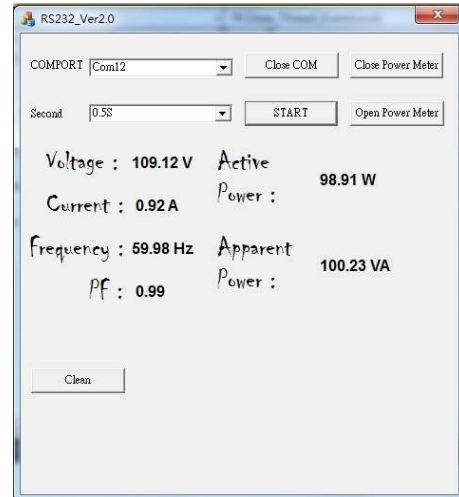 RS232_Ver2.0
COMPORT Com12 Close COM Close Power Meter
Second 0.5S START Open Power Meter
Voltage : 109.12 V Active Power : 98.91 W
Current : 0.92 A
Frequency : 59.98 Hz Apparent Power : 100.23 VA
PF : 0.99
Clean